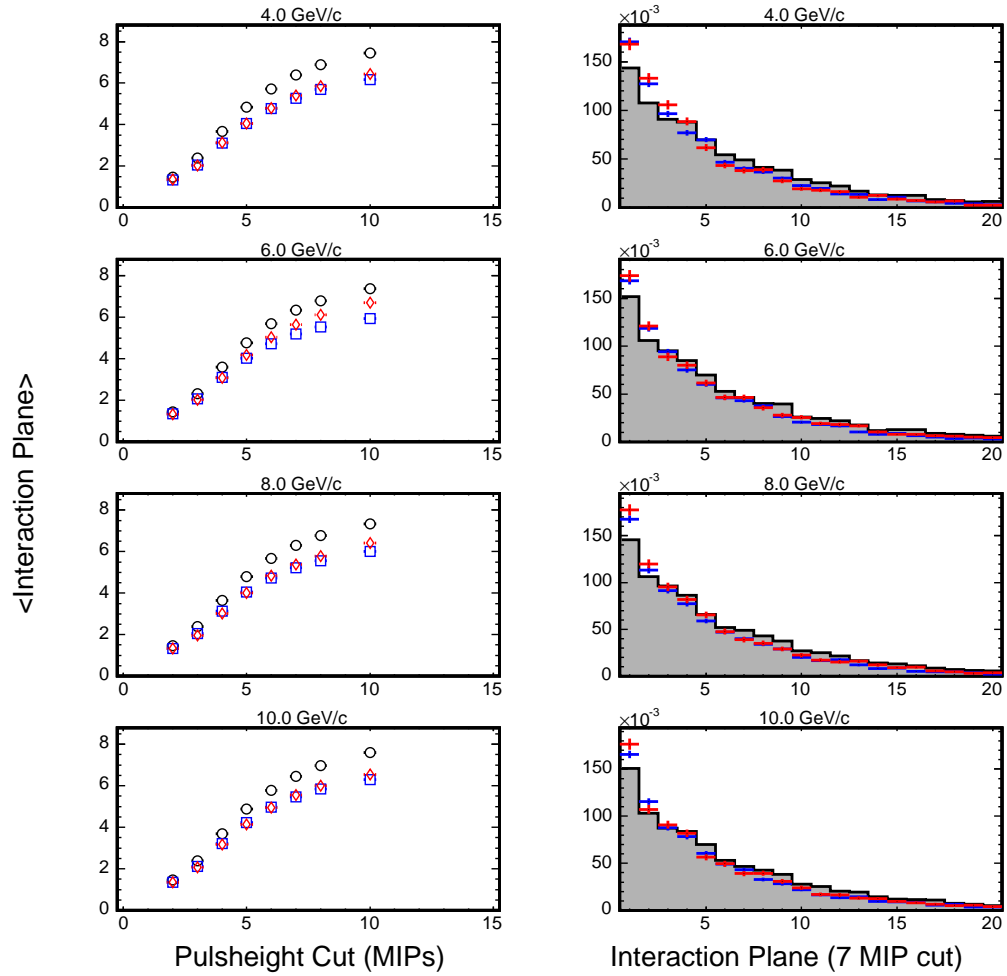 4.0 GeV/c
8
6
4
2
0
0 5 10 15
×10⁻³ 4.0 GeV/c
150
100
50
0
5 10 15 20
6.0 GeV/c
8
6
4
2
0
0 5 10 15
×10⁻³ 6.0 GeV/c
150
100
50
0
5 10 15 20
8.0 GeV/c
8
6
4
2
0
0 5 10 15
×10⁻³ 8.0 GeV/c
150
100
50
0
5 10 15 20
10.0 GeV/c
8
6
4
2
0
0 5 10 15
×10⁻³ 10.0 GeV/c
150
100
50
0
5 10 15 20
<Interaction Plane>
Pulsheight Cut (MIPs)
Interaction Plane (7 MIP cut)